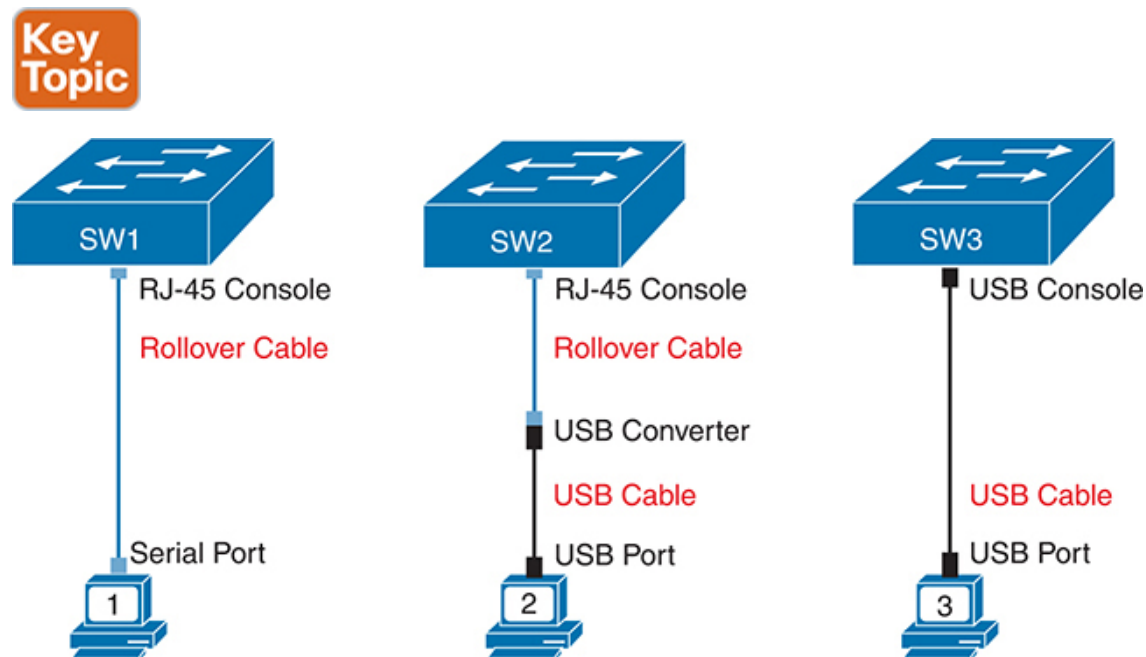 Key
Topic
SW1
RJ-45 Console
Rollover Cable
Serial Port
1
SW2
RJ-45 Console
Rollover Cable
USB Converter
USB Cable
USB Port
2
SW3
USB Console
USB Cable
USB Port
3